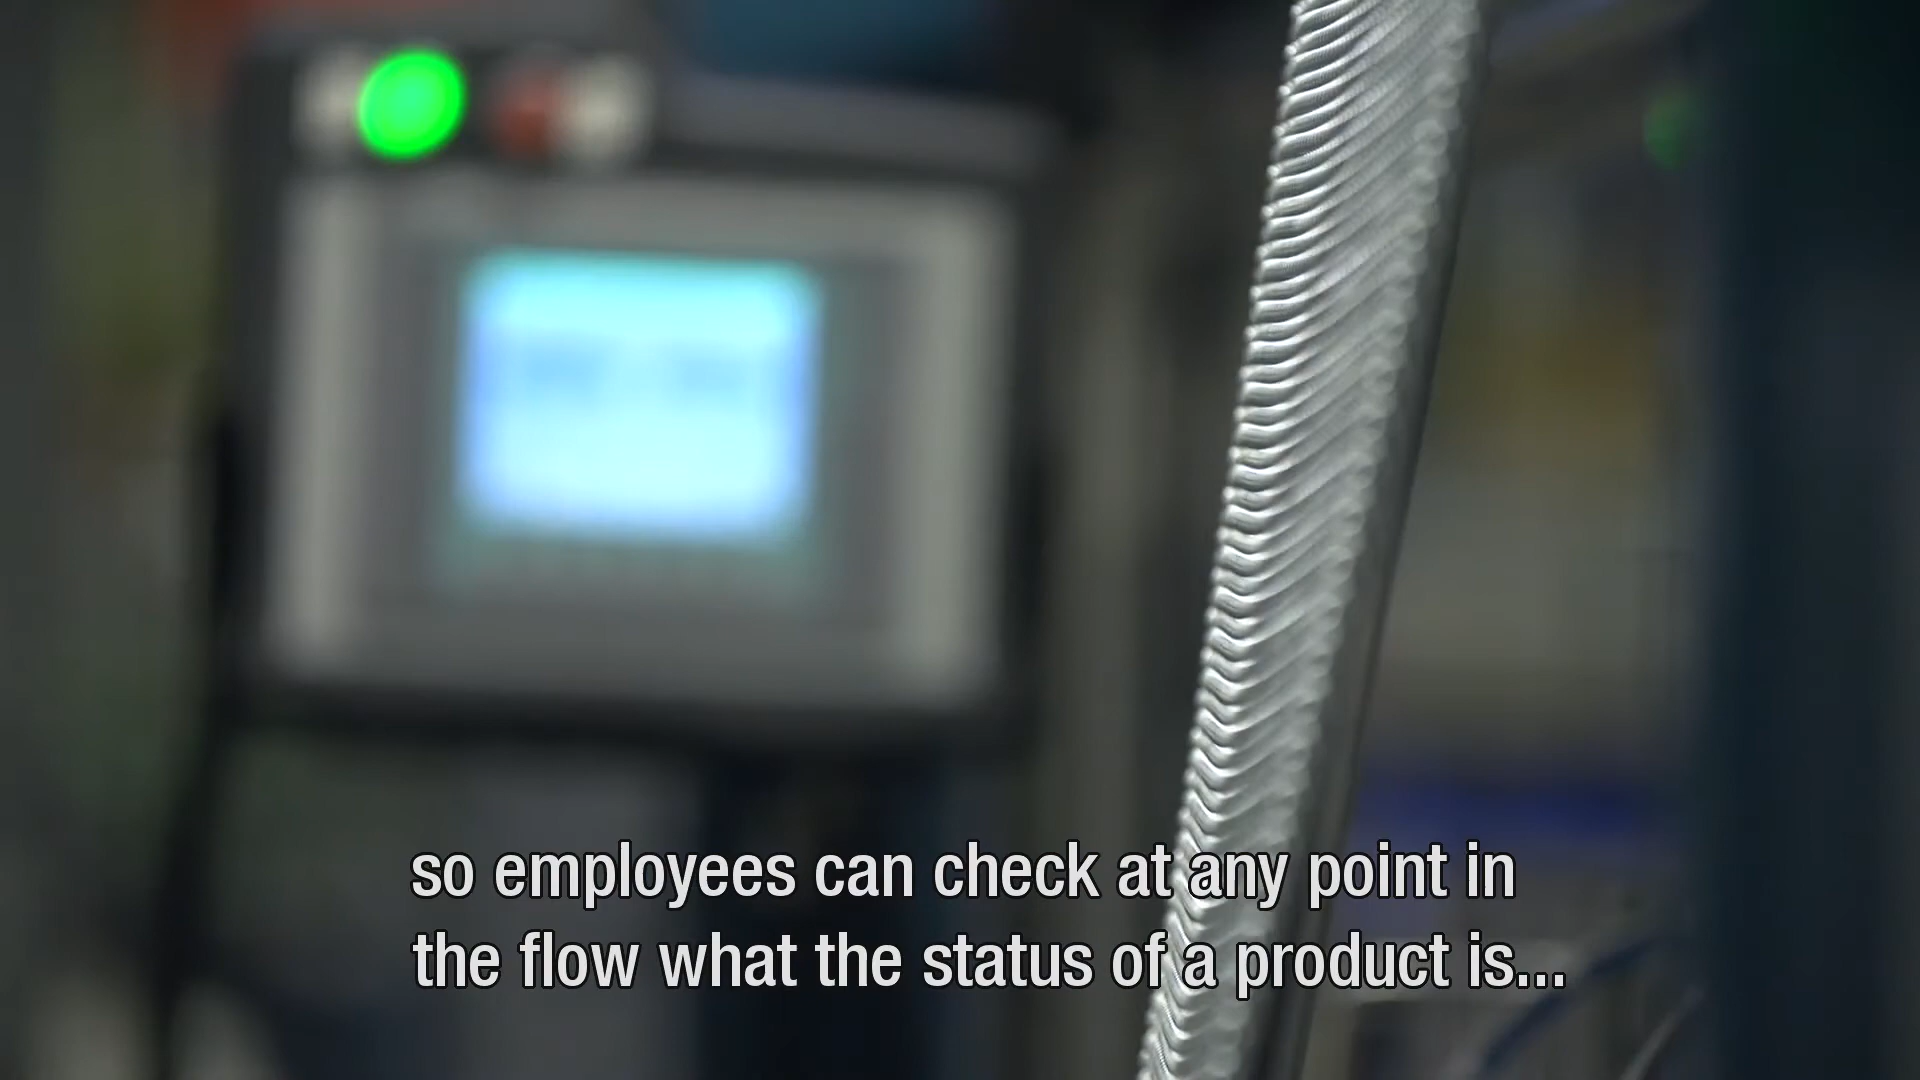 so employees can check at any point in
the flow what the status of a product is...